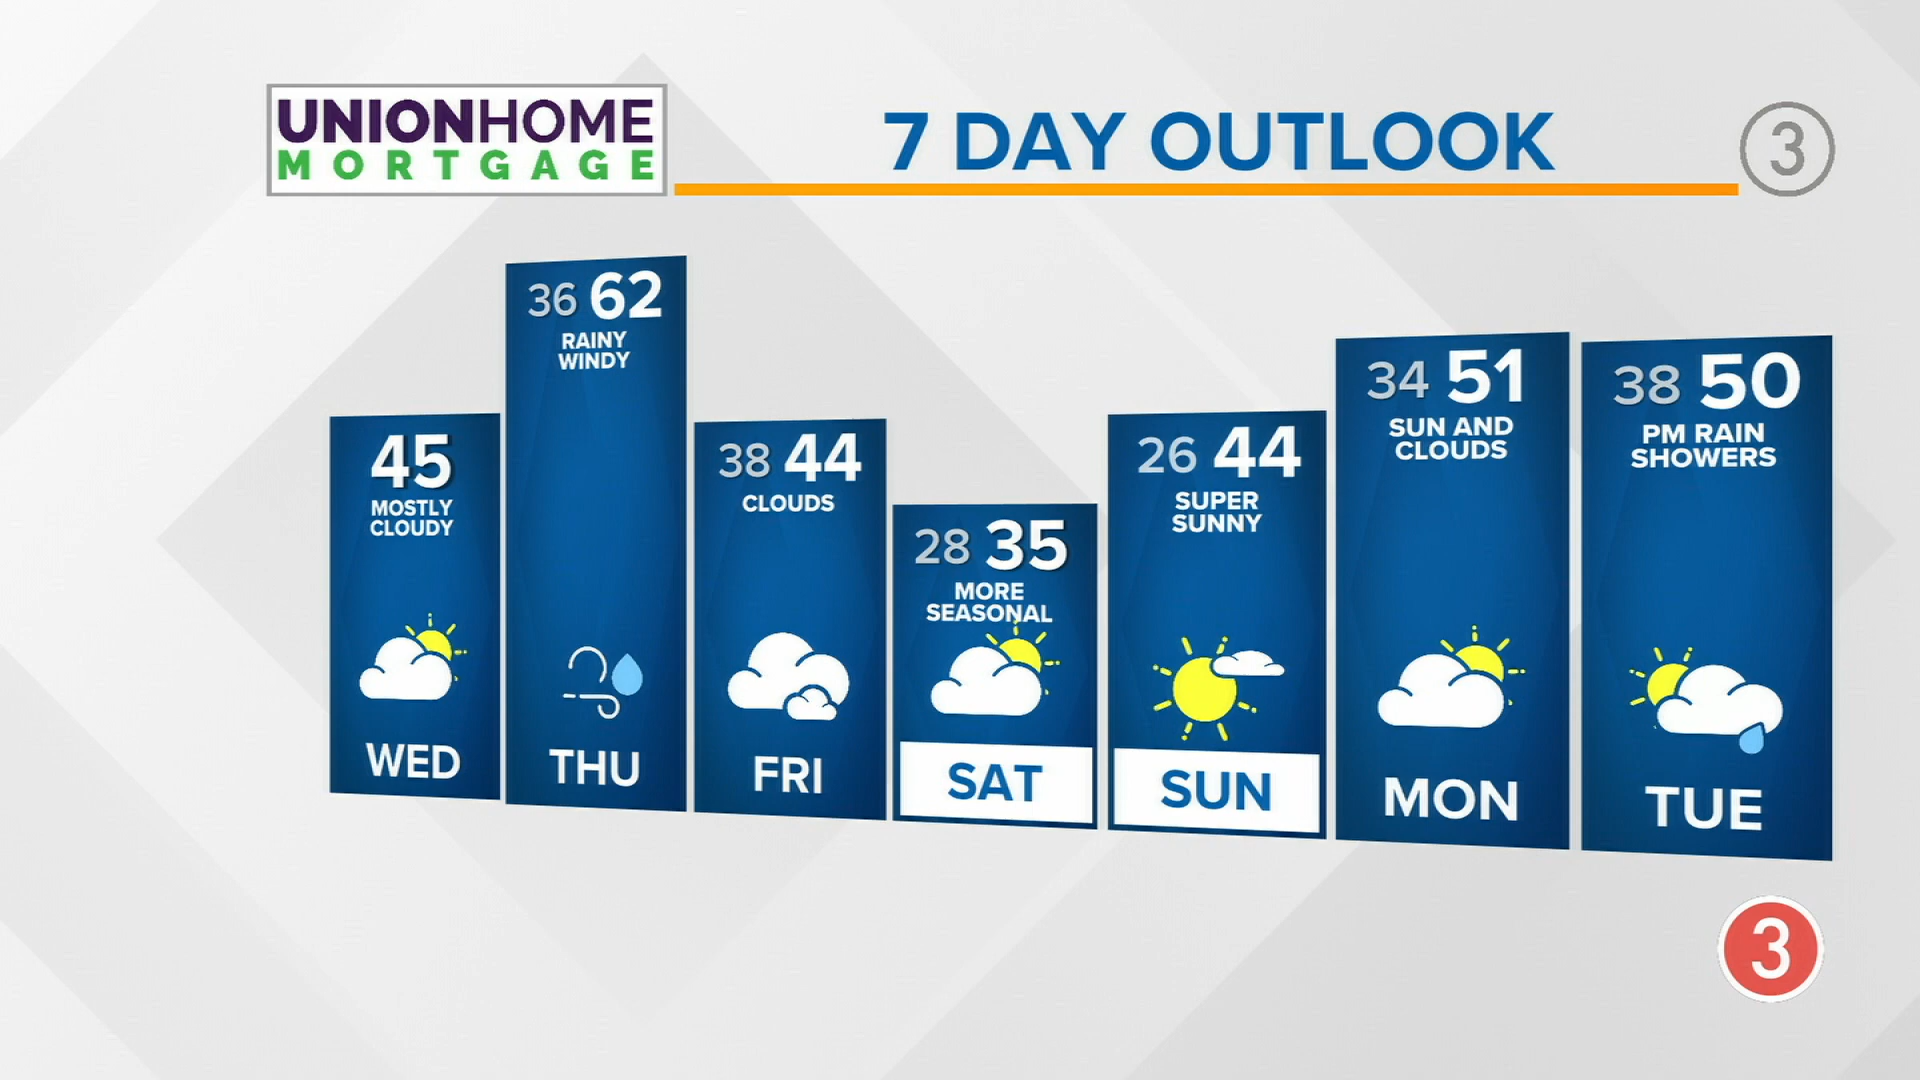 UNIONHOME
MORTGAGE
7 DAY OUTLOOK
3
45
MOSTLY
CLOUDY
WED
36 62
RAINY
WINDY
THU
38 44
CLOUDS
FRI
28 35
MORE
SEASONAL
SAT
26 44
SUPER
SUNNY
SUN
34 51
SUN AND
CLOUDS
MON
38 50
PM RAIN
SHOWERS
TUE
3